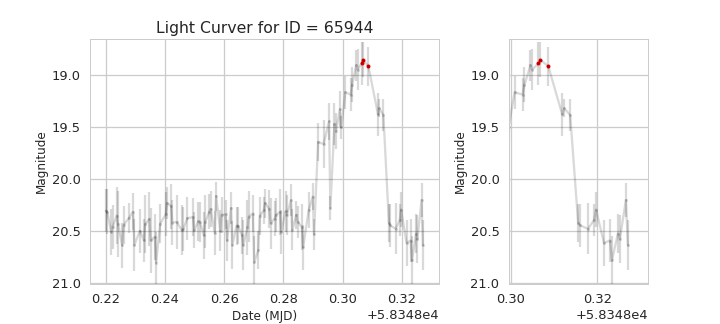 Light Curver for ID = 65944
Magnitude
19.0
19.5
20.0
20.5
21.0
0.22 0.24 0.26 0.28 0.30 0.32
Date (MJD)
+5.8348e4
Magnitude
19.0
19.5
20.0
20.5
21.0
0.30 0.32
+5.8348e4